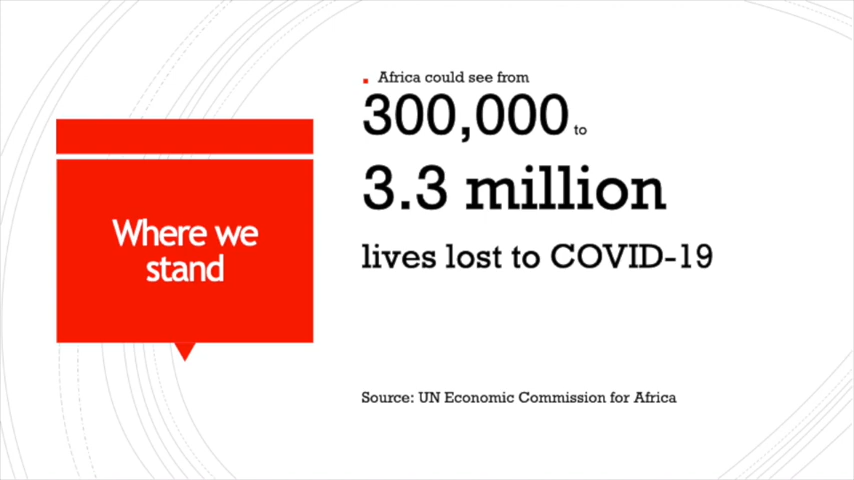 Where we
stand
Africa could see from
300,000 to
3.3 million
lives lost to COVID-19
Source: UN Economic Commission for Africa